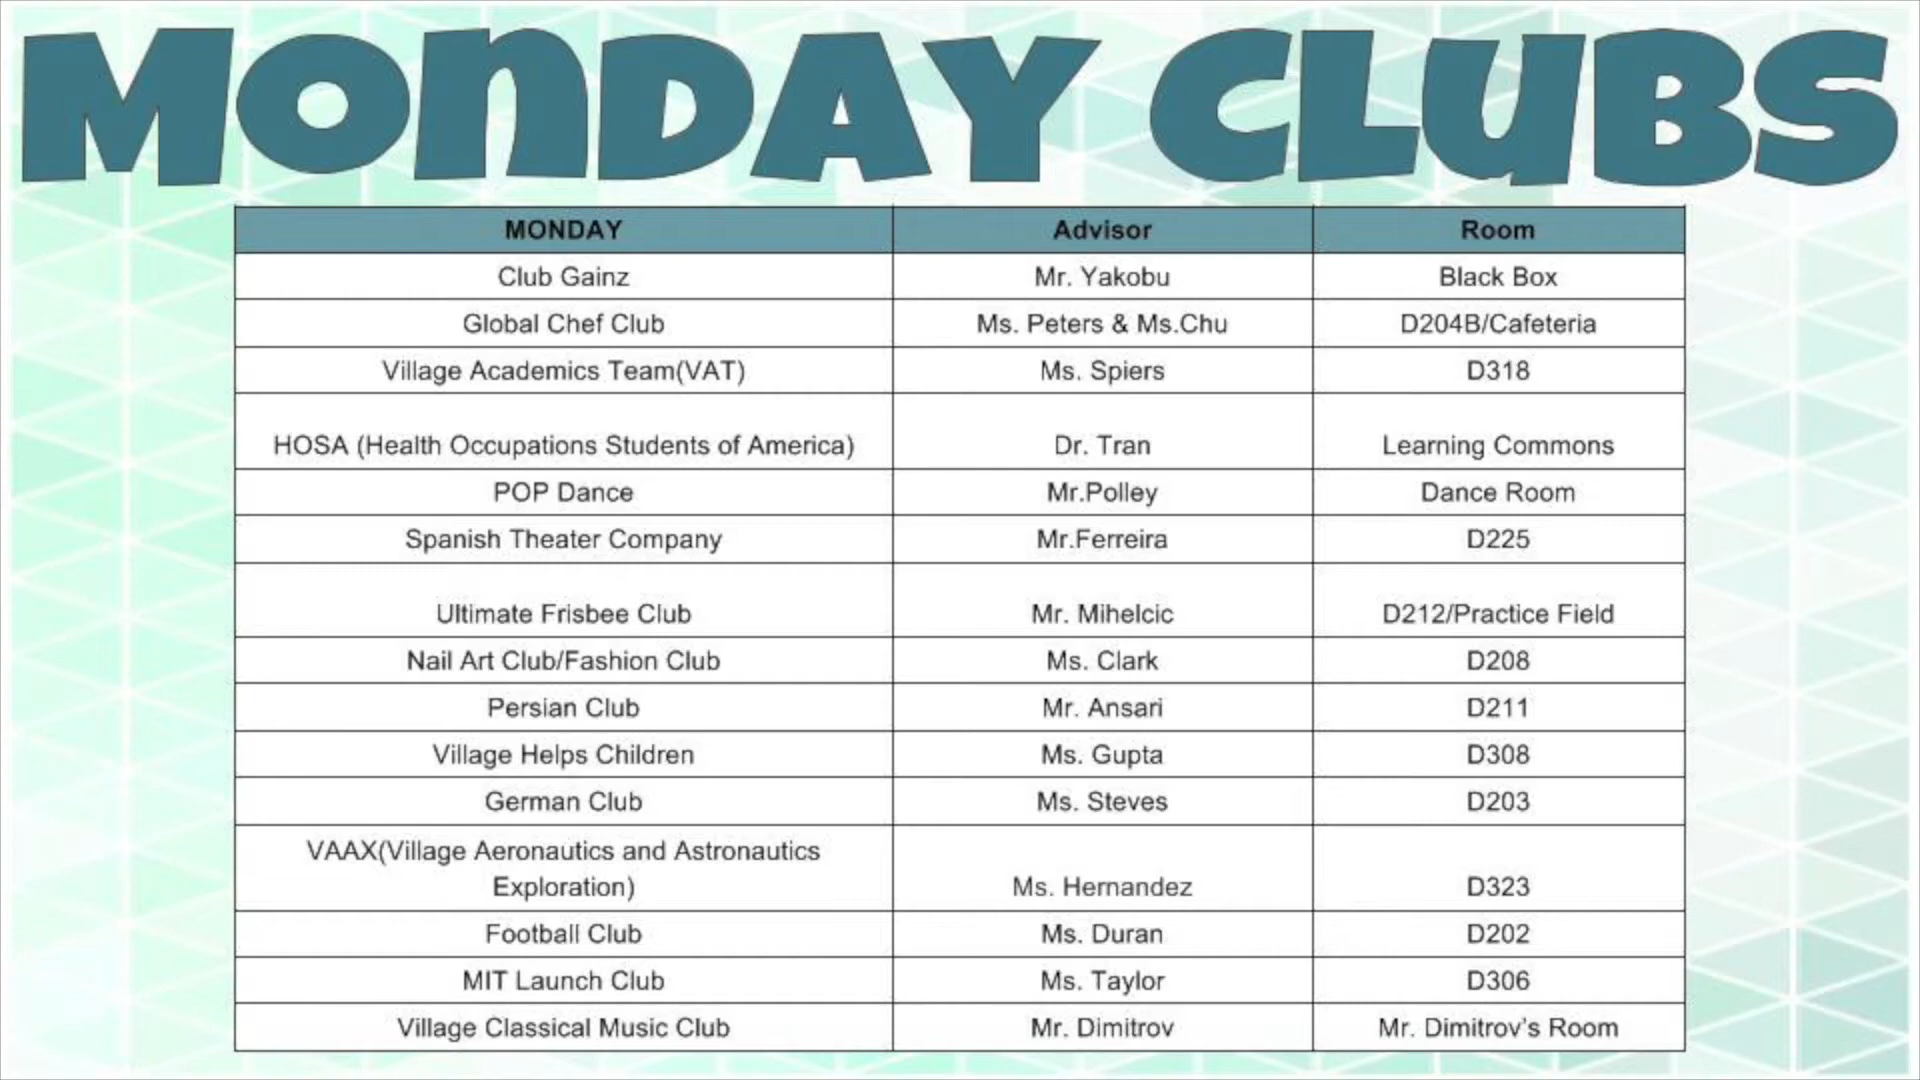 MONDAY CLUBS
MONDAY Advisor Room
Club Gainz Mr. Yakobu Black Box
Global Chef Club Ms. Peters & Ms.Chu D204B/Cafeteria
Village Academics Team(VAT) Ms. Spiers D318
HOSA (Health Occupations Students of America) Dr. Tran Learning Commons
POP Dance Mr.Polley Dance Room
Spanish Theater Company Mr.Ferreira D225
Ultimate Frisbee Club Mr. Mihelcic D212/Practice Field
Nail Art Club/Fashion Club Ms. Clark D208
Persian Club Mr. Ansari D211
Village Helps Children Ms. Gupta D308
German Club Ms. Steves D203
VAAX(Village Aeronautics and Astronautics
Exploration) Ms. Hernandez D323
Football Club Ms. Duran D202
MIT Launch Club Ms. Taylor D306
Village Classical Music Club Mr. Dimitrov Mr. Dimitrov’s Room